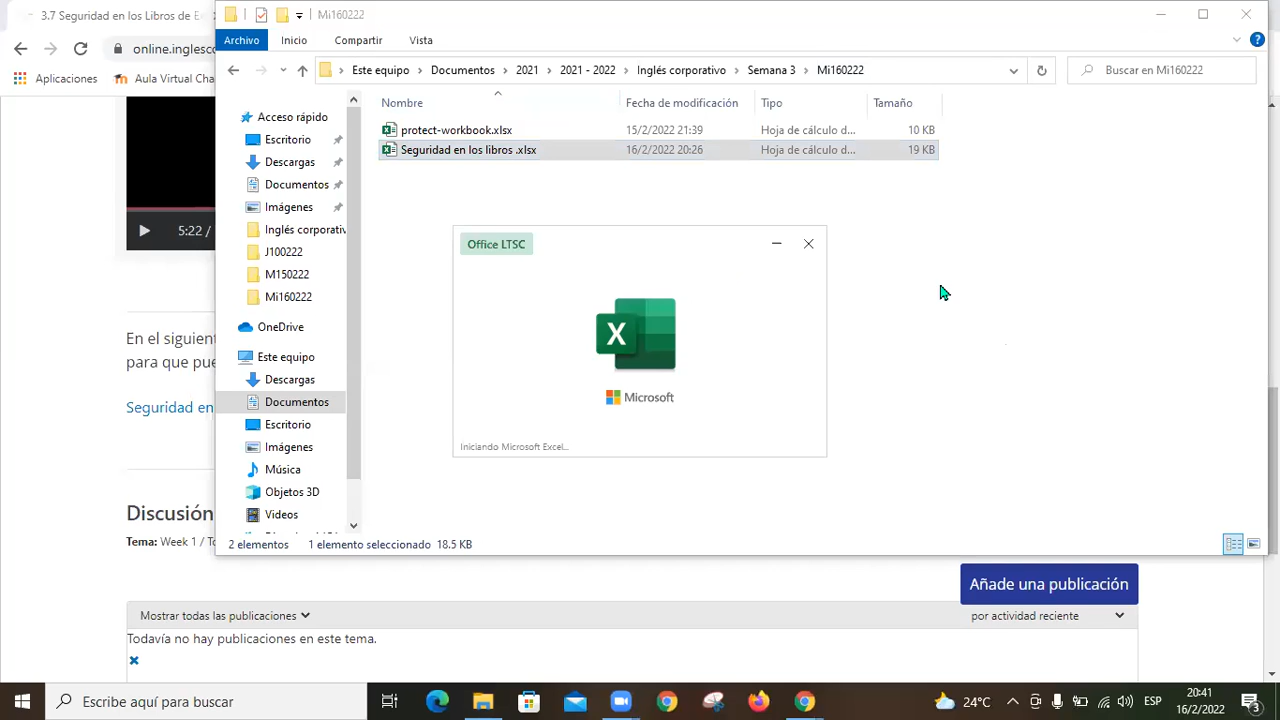 3.7 Seguridad en los Libros de E
online.inglesco
Aplicaciones
Aula Virtual Cha
5:22 /
En el siguient
para que pue
Seguridad en
Discusión
Tema: Week 1 / To
Añade una publicación
Mostrar todas las publicaciones
por actividad reciente
Todavía no hay publicaciones en este tema.
Mi160222
Archivo Inicio Compartir Vista
Este equipo > Documentos > 2021 > 2021 - 2022 > Inglés corporativo > Semana 3 > Mi160222
Buscar en Mi160222
Nombre Fecha de modificación Tipo Tamaño
protect-workbook.xlsx 15/2/2022 21:39 Hoja de cálculo d... 10 KB
Seguridad en los libros .xlsx 16/2/2022 20:26 Hoja de cálculo d... 19 KB
Acceso rápido
Escritorio
Descargas
Documentos
Imágenes
Inglés corporativ
J100222
M150222
Mi160222
OneDrive
Este equipo
Descargas
Documentos
Escritorio
Imágenes
Música
Objetos 3D
Videos
2 elementos 1 elemento seleccionado 18.5 KB
Office LTSC
X
Microsoft
Iniciando Microsoft Excel...
Escribe aquí para buscar
24°C
ESP
20:41
16/2/2022
3